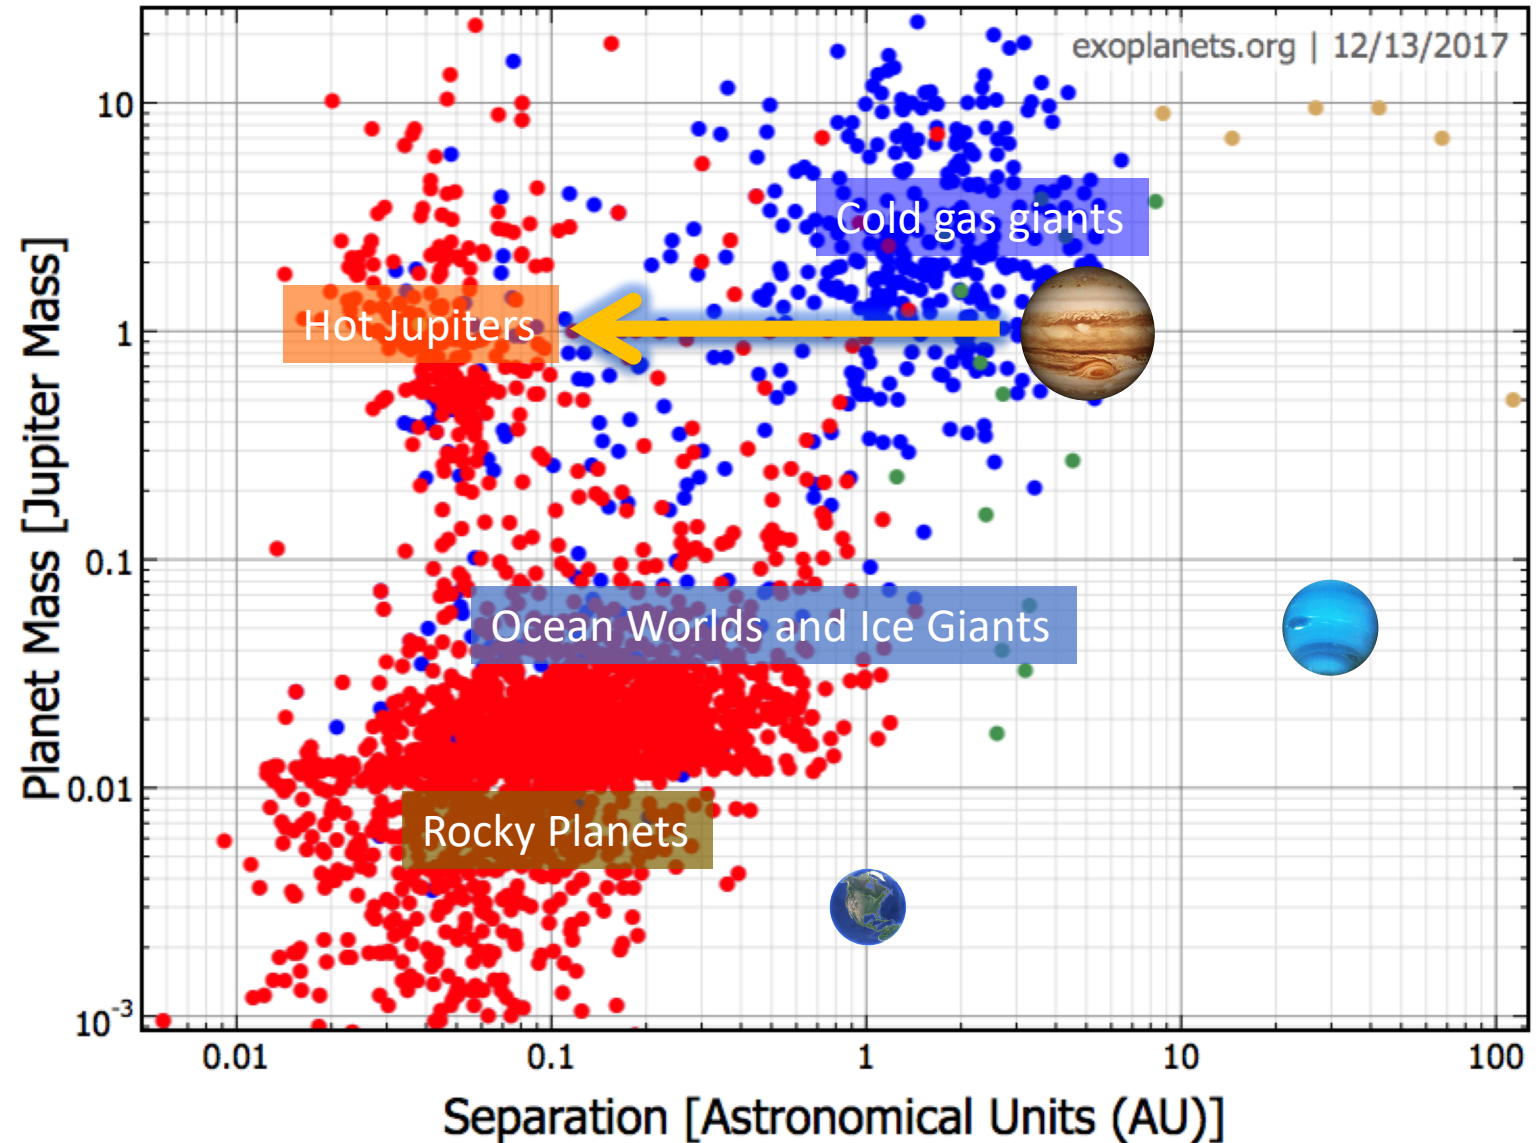 exoplanets.org | 12/13/2017
10
1
0.1
0.01
10-3
Planet Mass [Jupiter Mass]
Cold gas giants
Hot Jupiters
Ocean Worlds and Ice Giants
Rocky Planets
0.01 0.1 1 10 100
Separation [Astronomical Units (AU)]